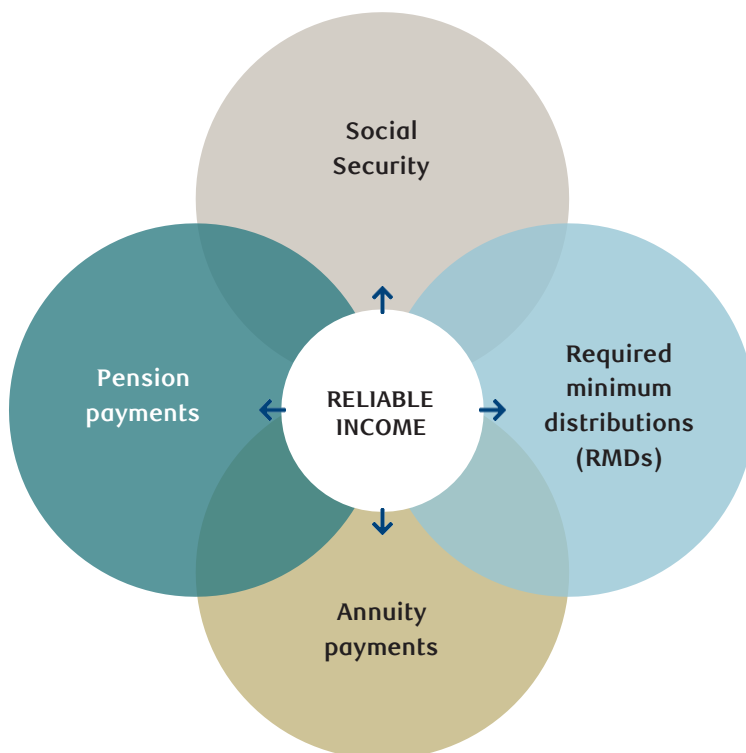 Social
Security
Pension
payments
RELIABLE
INCOME
Required
minimum
distributions
(RMDs)
Annuity
payments